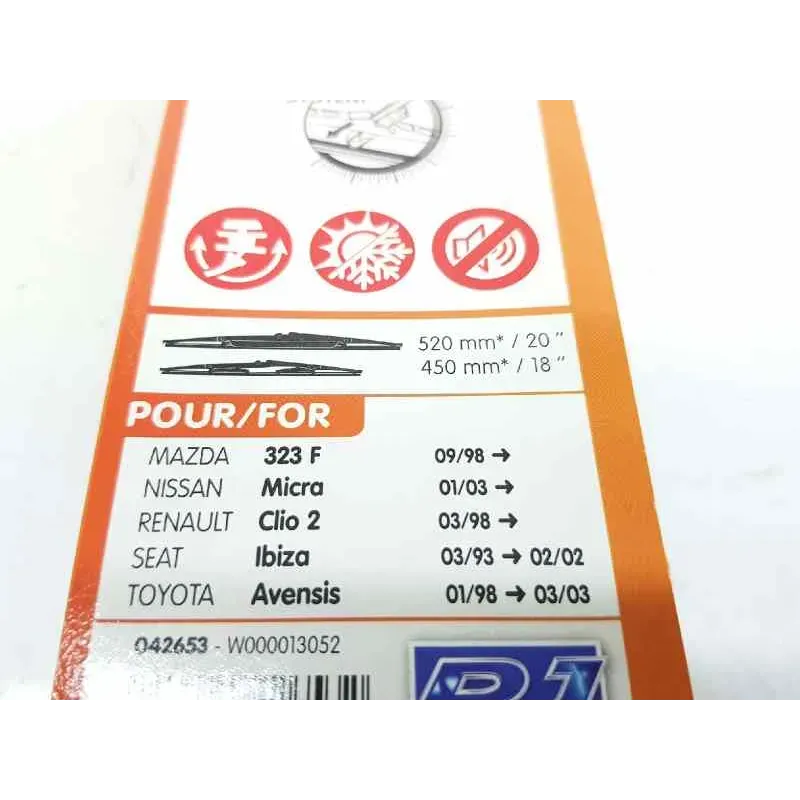 520 mm* / 20 "
450 mm* / 18 "
POUR/FOR
MAZDA 323 F 09/98 →
NISSAN Micra 01/03 →
RENAULT Clio 2 03/98 →
SEAT Ibiza 03/93 → 02/02
TOYOTA Avensis 01/98 → 03/03
042653 - W000013052